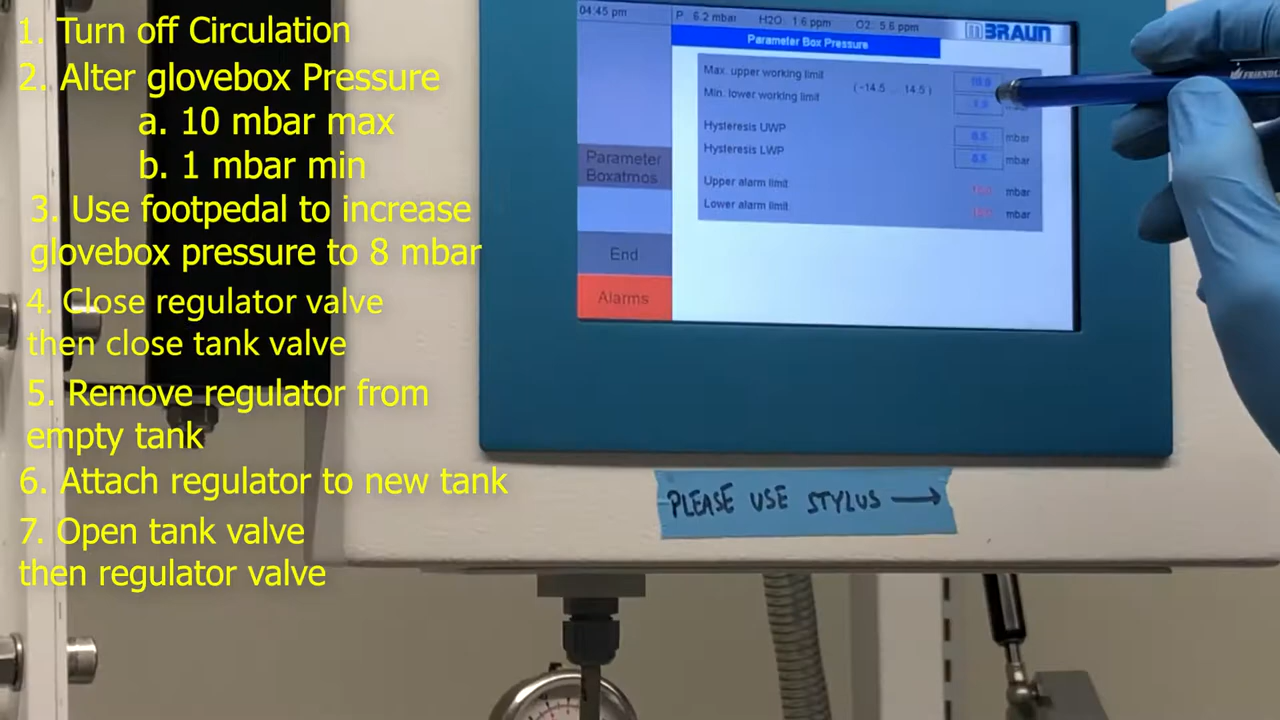 1. Turn off Circulation
2. Alter glovebox Pressure
a. 10 mbar max
b. 1 mbar min
3. Use footpedal to increase
glovebox pressure to 8 mbar
4. Close regulator valve
then close tank valve
5. Remove regulator from
empty tank
6. Attach regulator to new tank
7. Open tank valve
then regulator valve
04:45 pm P: 6.2 mbar H2O: 1.6 ppm O2: 5.6 ppm
mBRAUN
Parameter Box Pressure
Max. upper working limit
(-14.5 .. 14.5)
Min. lower working limit
Hysteresis UWP 0.5 mbar
Hysteresis LWP 0.5 mbar
Upper alarm limit mbar
Lower alarm limit mbar
Parameter
Boxatmos
End
Alarms
PLEASE USE STYLUS →